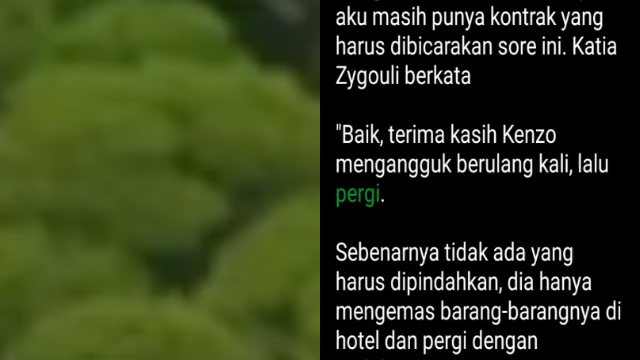 aku masih punya kontrak yang
harus dibicarakan sore ini. Katia
Zygouli berkata
"Baik, terima kasih Kenzo
mengangguk berulang kali, lalu
pergi.
Sebenarnya tidak ada yang
harus dipindahkan, dia hanya
mengemas barang-barangnya di
hotel dan pergi dengan